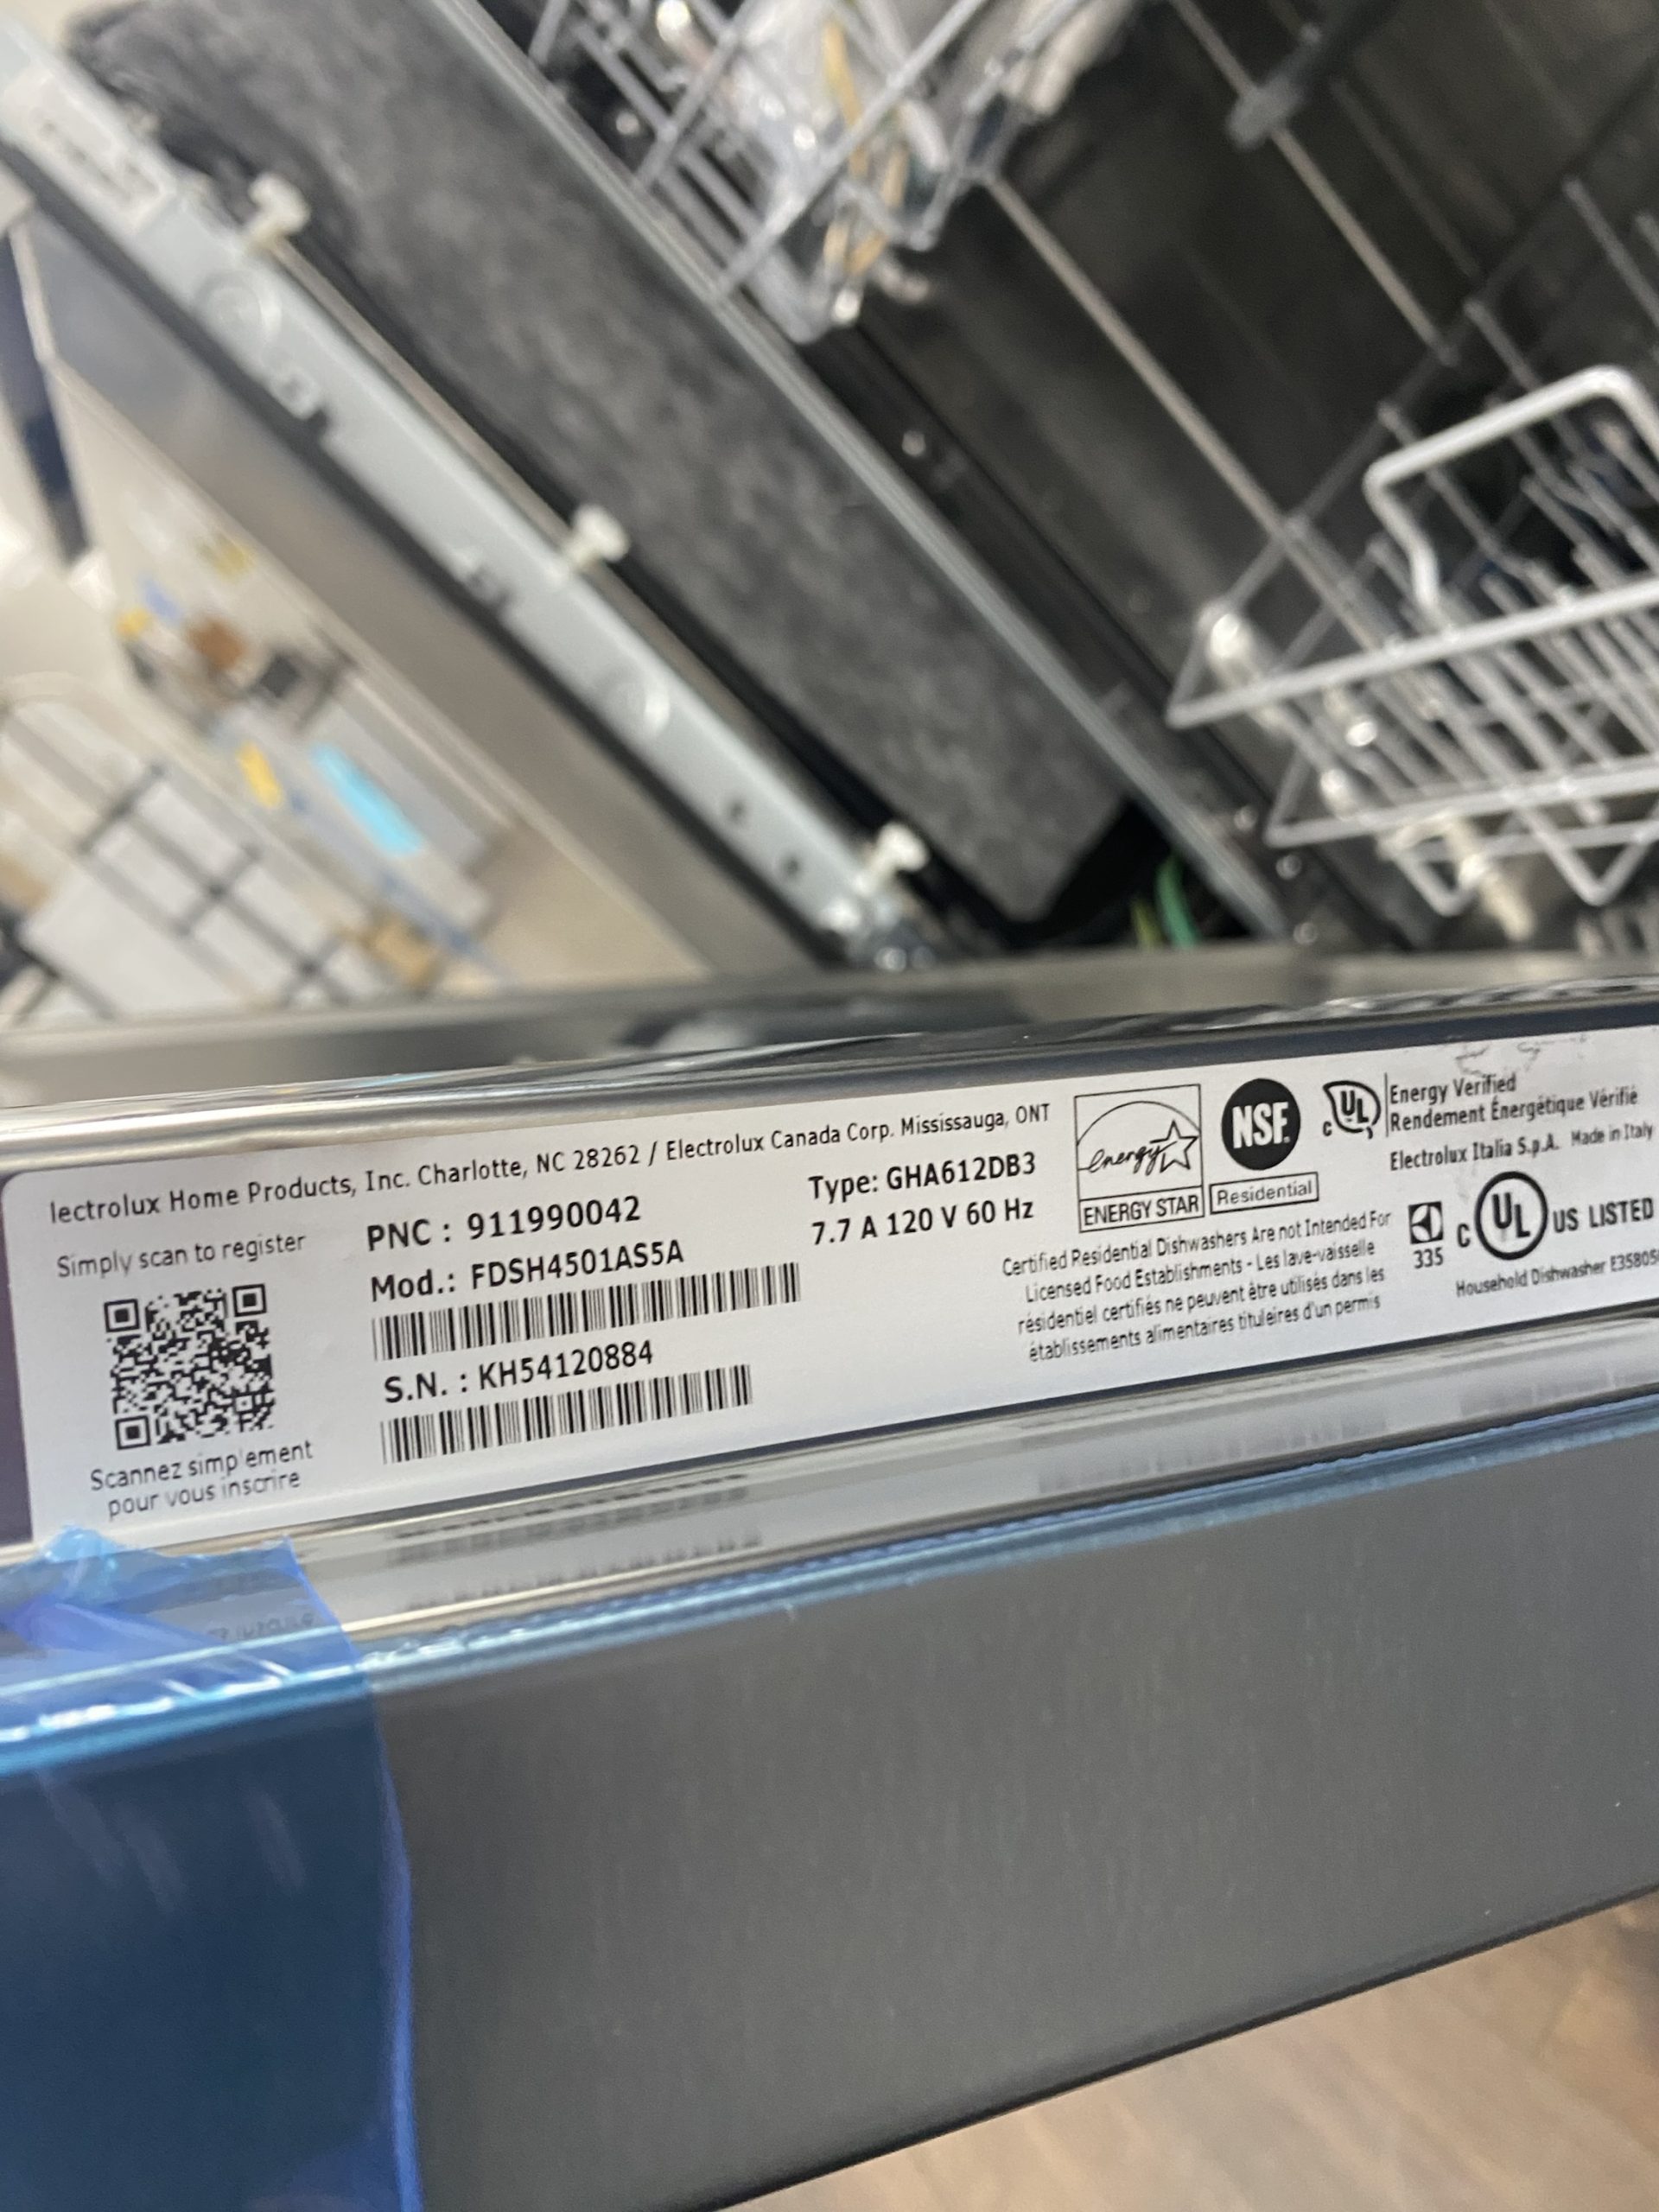 lectrolux Home Products, Inc. Charlotte, NC 28262 / Electrolux Canada Corp. Mississauga, ONT
Simply scan to register
PNC : 911990042
Mod.: FDSH4501AS5A
S.N. : KH54120884
Scannez simplement
pour vous inscrire
Type: GHA612DB3
7.7 A 120 V 60 Hz
energy
ENERGY STAR
NSF.
Residential
c UL
Energy Verified
Rendement Énergétique Vérifié
Electrolux Italia S.p.A. Made in Italy
Certified Residential Dishwashers Are not Intended For
Licensed Food Establishments - Les lave-vaisselle
résidentiel certifiés ne peuvent être utilisés dans les
établissements alimentaires tituleires d'un permis
335
c UL US LISTED
Household Dishwasher E35805